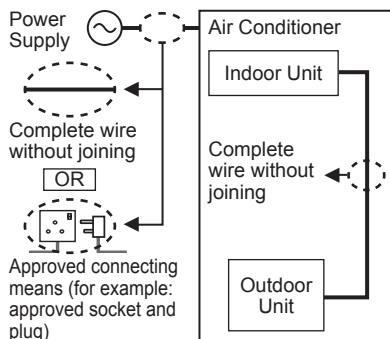 Power
Supply
Air Conditioner
Indoor Unit
Complete wire
without joining
OR
Approved connecting
means (for example:
approved socket and
plug)
Complete
wire without
joining
Outdoor
Unit